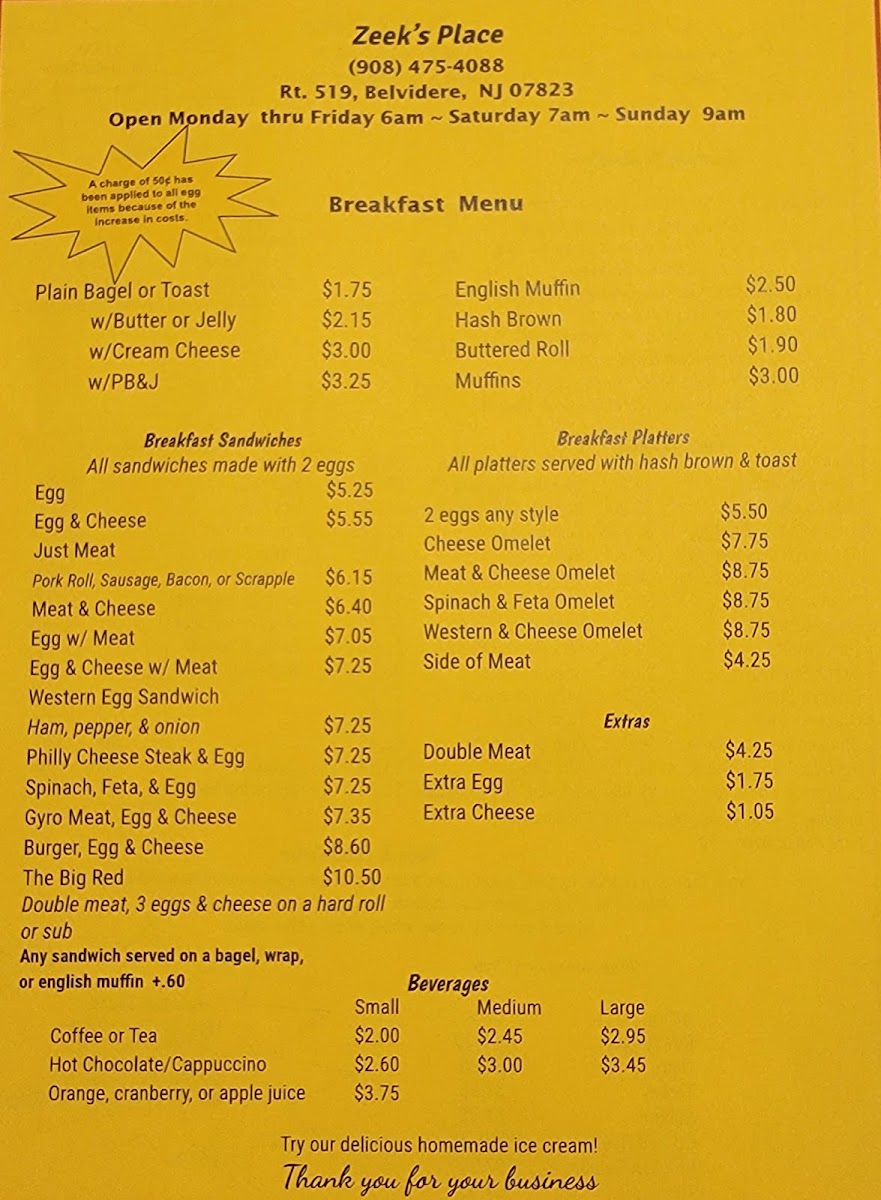 Zeek's Place
(908) 475-4088
Rt. 519, Belvidere, NJ 07823
Open Monday thru Friday 6am ~ Saturday 7am ~ Sunday 9am
A charge of 50¢ has
been applied to all egg
items because of the
increase in costs.
Breakfast Menu
Plain Bagel or Toast $1.75
w/Butter or Jelly $2.15
w/Cream Cheese $3.00
w/PB&J $3.25
English Muffin $2.50
Hash Brown $1.80
Buttered Roll $1.90
Muffins $3.00
Breakfast Sandwiches
All sandwiches made with 2 eggs
Egg $5.25
Egg & Cheese $5.55
Just Meat
Pork Roll, Sausage, Bacon, or Scrapple $6.15
Meat & Cheese $6.40
Egg w/ Meat $7.05
Egg & Cheese w/ Meat $7.25
Western Egg Sandwich
Ham, pepper, & onion $7.25
Philly Cheese Steak & Egg $7.25
Spinach, Feta, & Egg $7.25
Gyro Meat, Egg & Cheese $7.35
Burger, Egg & Cheese $8.60
The Big Red $10.50
Double meat, 3 eggs & cheese on a hard roll
or sub
Any sandwich served on a bagel, wrap,
or english muffin +.60
Breakfast Platters
All platters served with hash brown & toast
2 eggs any style $5.50
Cheese Omelet $7.75
Meat & Cheese Omelet $8.75
Spinach & Feta Omelet $8.75
Western & Cheese Omelet $8.75
Side of Meat $4.25
Extras
Double Meat $4.25
Extra Egg $1.75
Extra Cheese $1.05
Beverages
Small Medium Large
Coffee or Tea $2.00 $2.45 $2.95
Hot Chocolate/Cappuccino $2.60 $3.00 $3.45
Orange, cranberry, or apple juice $3.75
Try our delicious homemade ice cream!
Thank you for your business